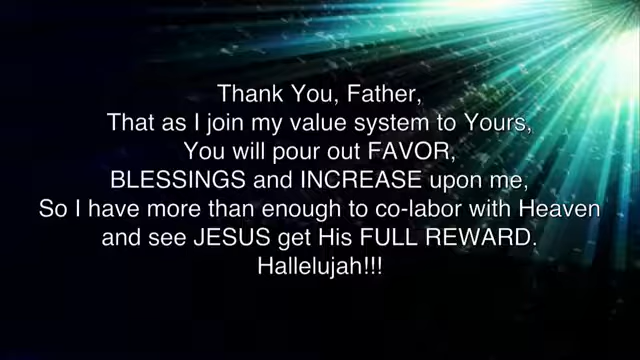 Thank You, Father,
That as I join my value system to Yours,
You will pour out FAVOR,
BLESSINGS and INCREASE upon me,
So I have more than enough to co-labor with Heaven
and see JESUS get His FULL REWARD.
Hallelujah!!!